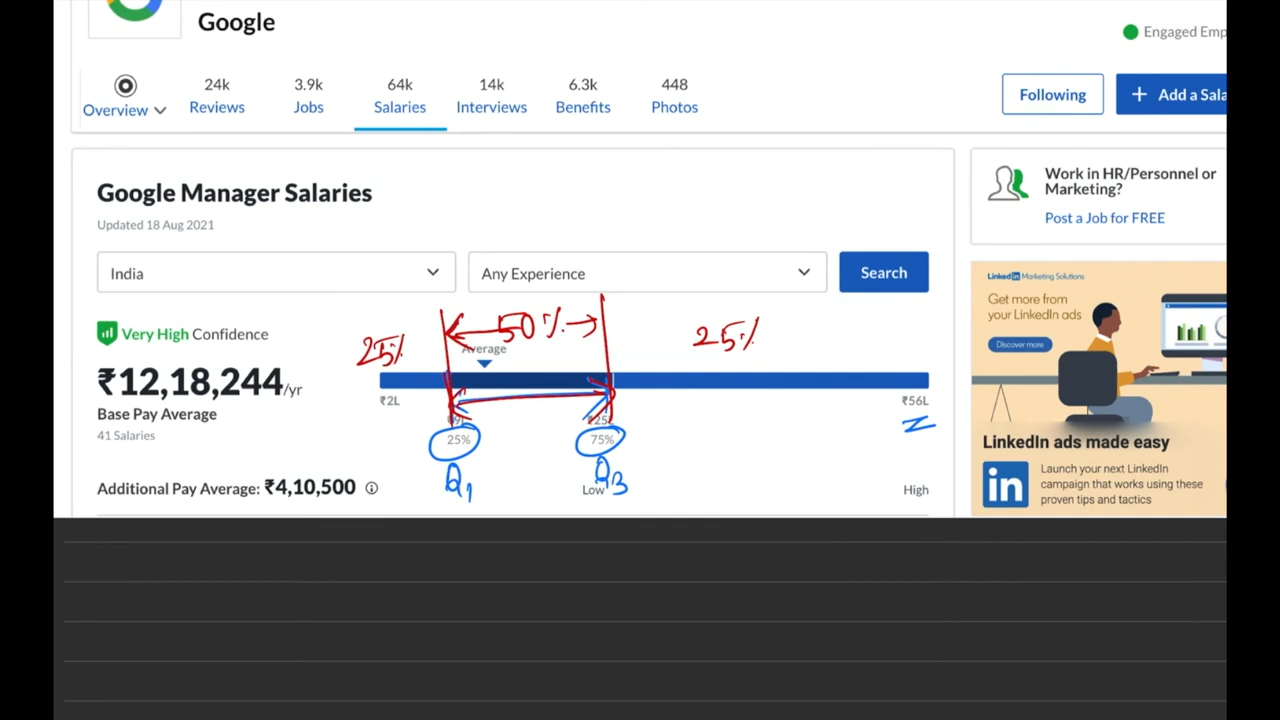 Google
Engaged Emp
Overview
24k
Reviews
3.9k
Jobs
64k
Salaries
14k
Interviews
6.3k
Benefits
448
Photos
Following
+ Add a Sala
Google Manager Salaries
Updated 18 Aug 2021
India
Any Experience
Search
Work in HR/Personnel or
Marketing?
Post a Job for FREE
Very High Confidence
₹12,18,244/yr
Base Pay Average
41 Salaries
25%
50%
25%
Average
₹2L
₹56L
25%
75%
Q1
Q3
Additional Pay Average: ₹4,10,500
Low
High
LinkedIn Marketing Solutions
Get more from
your LinkedIn ads
Discover more
LinkedIn ads made easy
in
Launch your next LinkedIn
campaign that works using these
proven tips and tactics